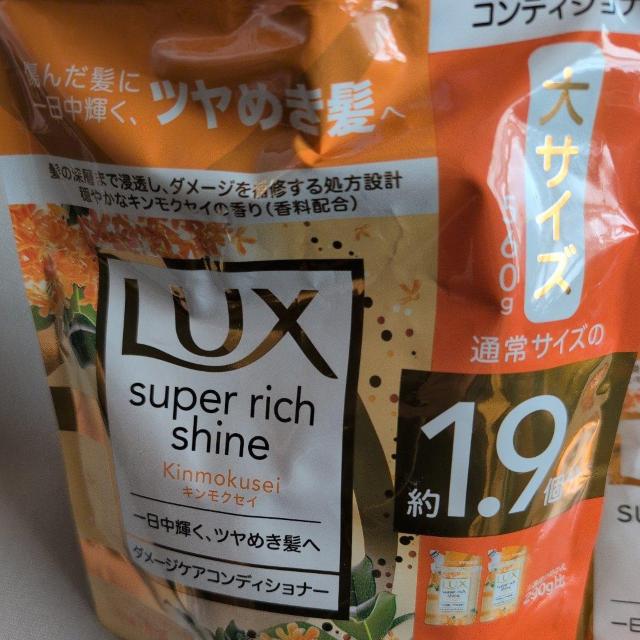 コンディショナ
傷んだ髪に
一日中輝く、ツヤめき髪へ
大サイズ
560g
髪の深層まで浸透し、ダメージを補修する処方設計
穏やかなキンモクセイの香り(香料配合)
通常サイズの
約1.9個分
LUX
super rich
shine
Kinmokusei
キンモクセイ
一日中輝く、ツヤめき髪へ
ダメージケアコンディショナー
LUX
super rich
shine